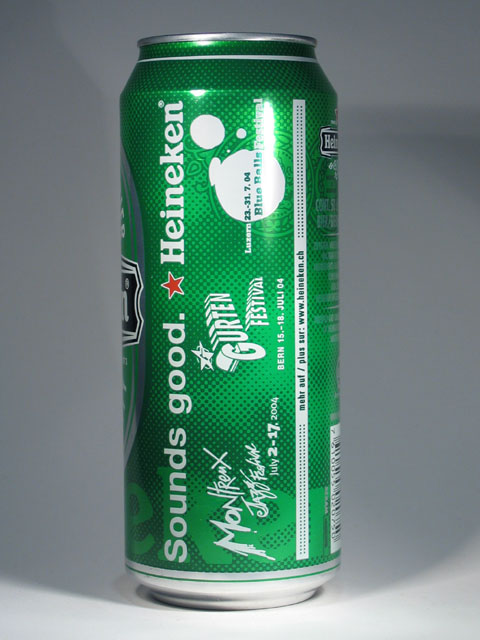 Sounds good. ★ Heineken®
Montreux
Jazz Festival
July 2-17, 2004
GURTEN
FESTIVAL
BERN 15.–18. JULI 04
Luzern 23.-31.7.04
Blue Balls Festival
mehr auf / plus sur: www.heineken.ch